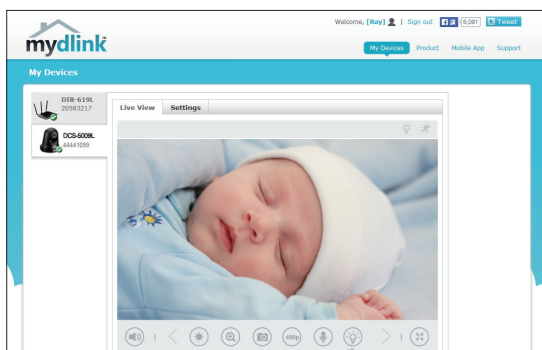 Welcome, [Ray] | Sign out 6,091 Tweet
mydlink
My Devices Product Mobile App Support
My Devices
DIR-619L
20583217
DCS-5009L
44441099
Live View Settings
480p